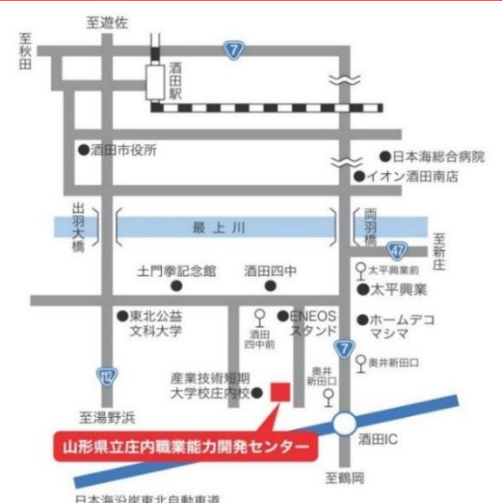 至遊佐
至秋田
7
酒田駅
酒田市役所
日本海総合病院
イオン酒田南店
出羽大橋
最上川
両羽橋
至新庄
47
太平興業前
太平興業
土門拳記念館
酒田四中
東北公益
文科大学
酒田
四中前
ENEOS
スタンド
ホームデコ
マシマ
7
奥井新田口
奥井
新田口
112
産業技術短期
大学校庄内校
至湯野浜
山形県立庄内職業能力開発センター
酒田IC
至鶴岡
日本海沿岸東北自動車道